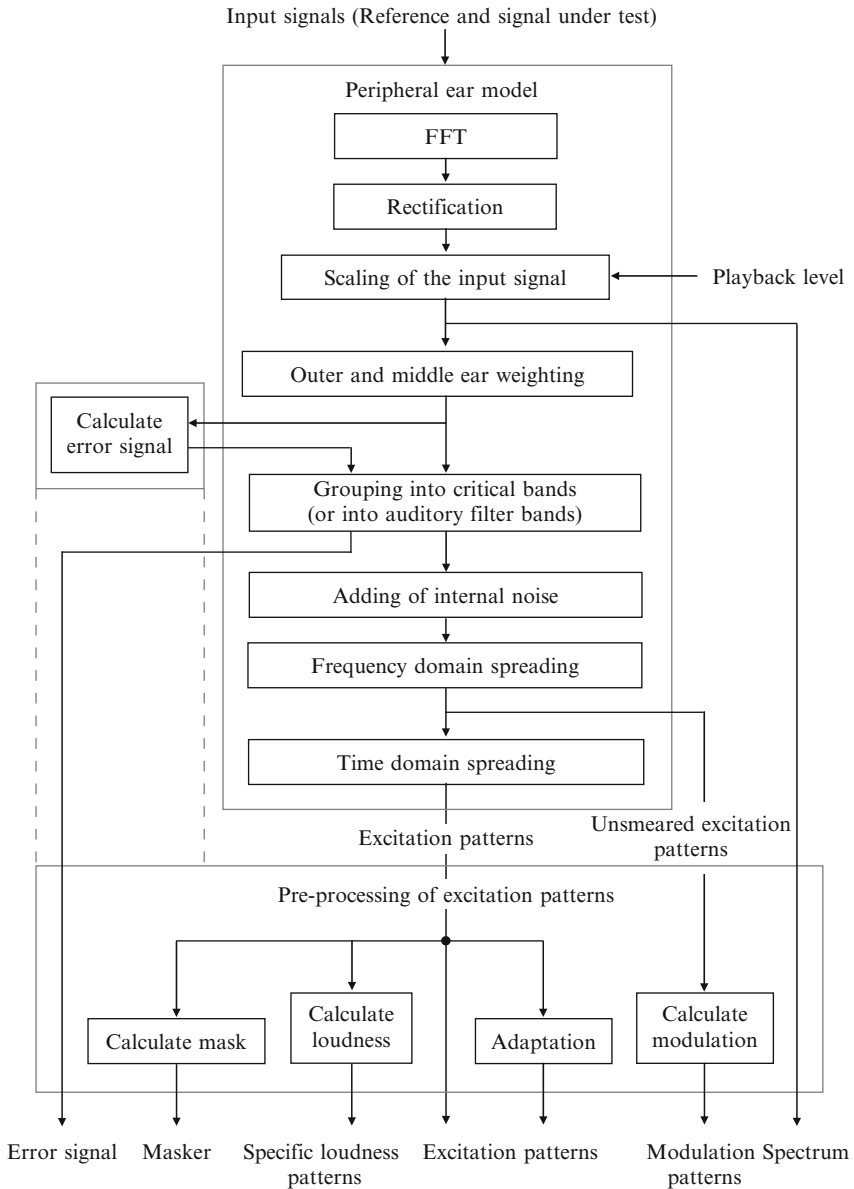 Input signals (Reference and signal under test)
Peripheral ear model
FFT
Rectification
Scaling of the input signal
Playback level
Outer and middle ear weighting
Calculate
error signal
Grouping into critical bands
(or into auditory filter bands)
Adding of internal noise
Frequency domain spreading
Time domain spreading
Excitation patterns
Unsmeared excitation
patterns
Pre-processing of excitation patterns
Calculate mask
Calculate
loudness
Adaptation
Calculate
modulation
Error signal
Masker
Specific loudness
patterns
Excitation patterns
Modulation
patterns
Spectrum